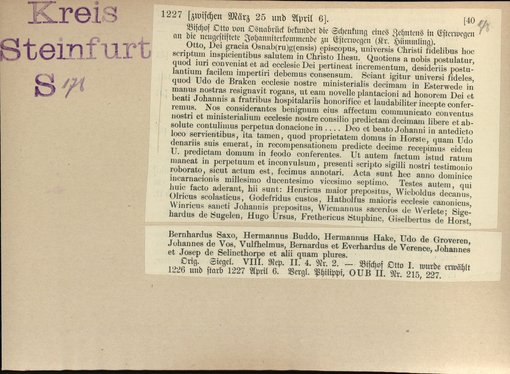 Kreis
Steinfurt
S
1227 [zwischen März 25 und April 6]. [40
Bischof Otto von Osnabrück bekundet die Schenkung eines Zehntens in Esterwegen
an die neugestiftete Johanniterkommende zu Esterwegen (Kr. Hümmling).
Otto, Dei gracia Osnab(ru)g(ensis) episcopus, universis Christi fidelibus hoc
scriptum inspicientibus salutem in Christo Ihesu. Quotiens a nobis postulatur,
quod iuri conveniat et ad ecclesie Dei pertineat incrementum, desideriis postu-
lantium facilem impertiri debemus consensum. Sciant igitur universi fideles,
quod Udo de Braken ecclesie nostre ministerialis decimam in Esterwede in
manus nostras resignavit rogans, ut eam novelle plantacioni ad honorem Dei et
beati Johannis a fratribus hospitalariis honorifice et laudabiliter incepte confer-
remus. Nos considerantes benignum eius affectum communicato conventus
nostri et ministerialium ecclesie nostre consilio predictam decimam libere et ab-
solute contulimus perpetua donacione in .... Deo et beato Johanni in antedicto
loco servientibus, ita tamen, quod proprietatem domus in Horste, quam Udo
denariis suis emerat, in recompensationem predicte decime recepimus eidem
U. predictam domum in feodo conferentes. Ut autem factum istud ratum
maneat in perpetuum et inconvulsum, presenti scripto sigilli nostri testimonio
roborato, sicut actum est, fecimus annotari. Acta sunt hec anno dominice
incarnacionis millesimo ducentesimo vicesimo septimo. Testes autem, qui
huic facto aderant, hii sunt: Henricus maior prepositus, Wicboldus decanus,
Olricus scolasticus, Godefridus custos, Hatholfus maioris ecclesie canonicus,
Winricus sancti Johannis prepositus, Wicmannus sacerdos de Werlete; Sige-
hardus de Sugelen, Hugo Ursus, Frethericus Stuphinc, Giselbertus de Horst,
Bernhardus Saxo, Hermannus Buddo, Hermannus Hake, Udo de Groveren,
Johannes de Vos, Vulfhelmus, Bernardus et Everhardus de Verence, Johannes
et Josep de Selincthorpe et alii quam plures.
Orig. Siegel. VIII. Rep. II. 4. Nr. 2. — Bischof Otto I. wurde erwählt
1226 und starb 1227 April 6. Vergl. Philippi, OUB II. Nr. 215, 227.